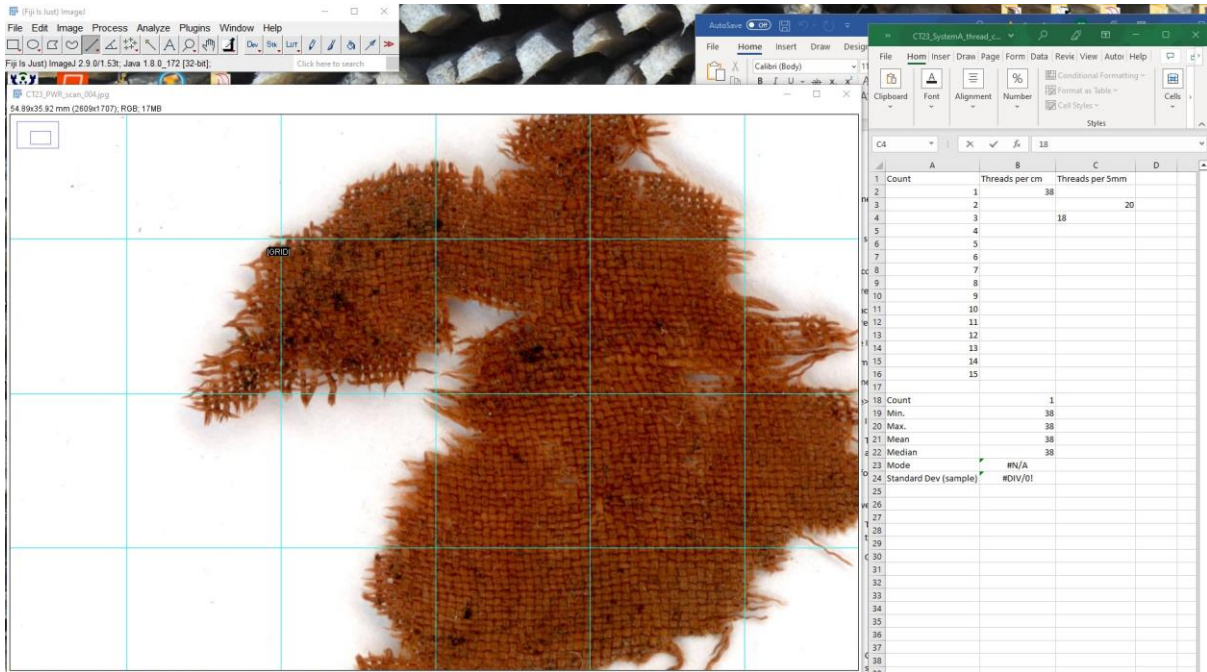 (Fiji Is Just) ImageJ
File Edit Image Process Analyze Plugins Window Help
Dev Stk LUT
Fiji Is Just) ImageJ 2.9.0/1.53t; Java 1.8.0_172 [32-bit];
Click here to search
CT23_PWR_scan_004.jpg
54.89x35.92 mm (2609x1707); RGB; 17MB
|GRID|
AutoSave Off
File Home Insert Draw Design
Calibri (Body)
B I U ab x
CT23_SystemA_thread_c...
File Hom Inser Draw Page Form Data Revie View Autor Help
Clipboard Font Alignment Number
Conditional Formatting
Format as Table
Cell Styles
Styles
Cells
C4 fx 18
A B C D
1 Count Threads per cm Threads per 5mm
2 1 38
3 2 20
4 3 18
5 4
6 5
7 6
8 7
9 8
10 9
11 10
12 11
13 12
14 13
15 14
16 15
17
18 Count 1
19 Min. 38
20 Max. 38
21 Mean 38
22 Median 38
23 Mode #N/A
24 Standard Dev (sample) #DIV/0!
25
26
27
28
29
30
31
32
33
34
35
36
37
38